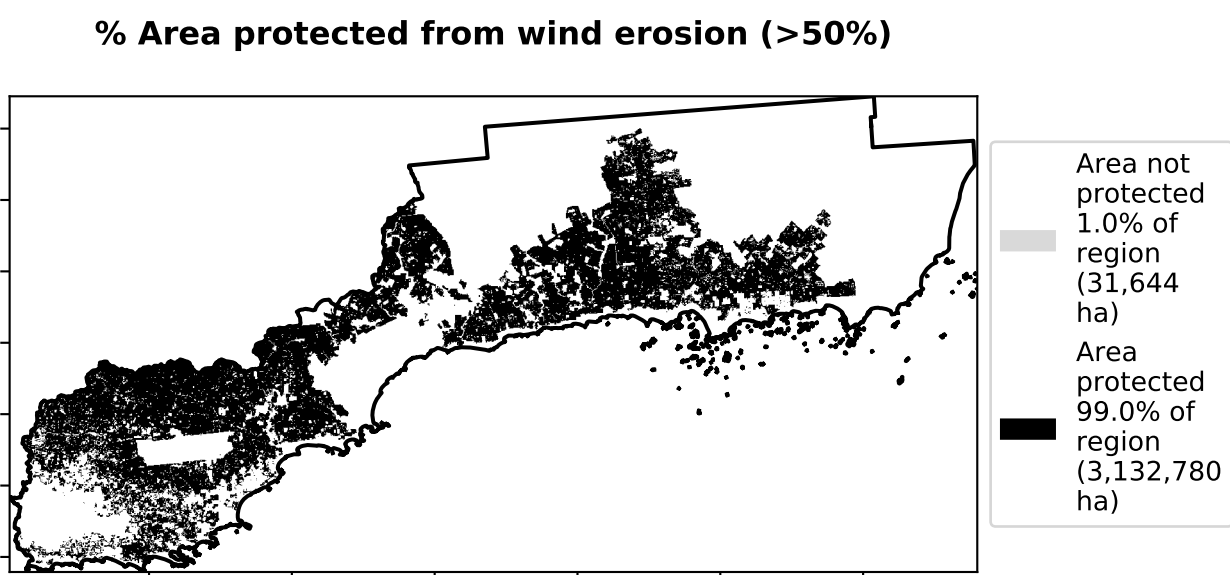 % Area protected from wind erosion (>50%)
Area not
protected
1.0% of
region
(31,644
ha)
Area
protected
99.0% of
region
(3,132,780
ha)